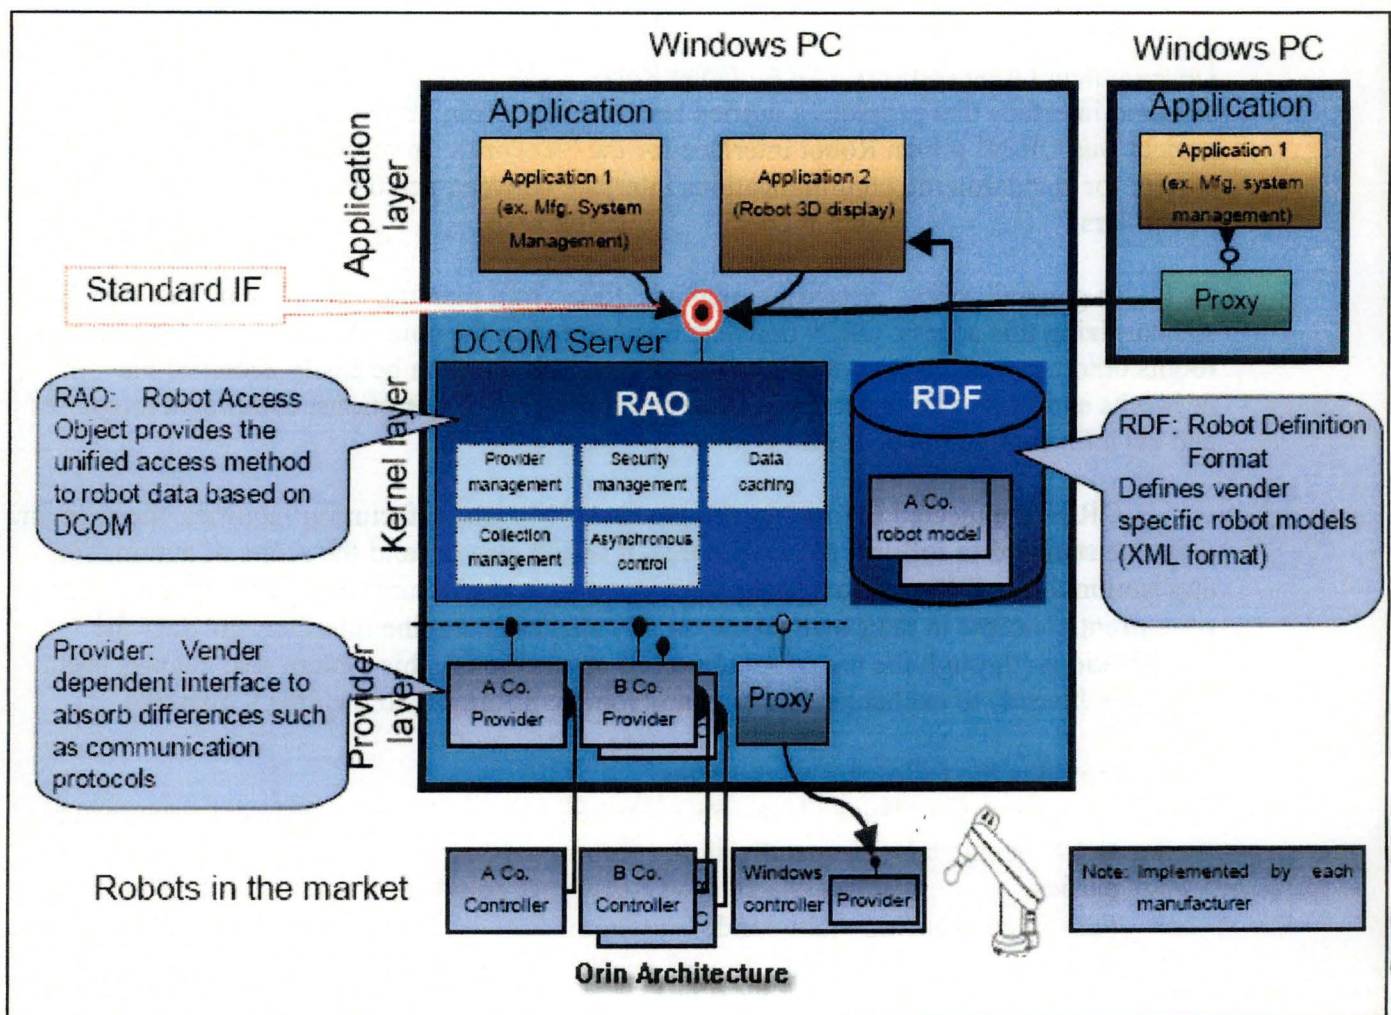 Windows PC
Windows PC
Application
layer
Application
Application 1
(ex. Mfg. System
Management)
Application 2
(Robot 3D display)
Application
Application 1
(ex. Mfg. system
management)
Proxy
Standard IF
DCOM Server
Kernel layer
RAO
Provider
management
Security
management
Data
caching
Collection
management
Asynchronous
control
RDF
A Co.
robot model
RAO: Robot Access
Object provides the
unified access method
to robot data based on
DCOM
RDF: Robot Definition
Format
Defines vender
specific robot models
(XML format)
Provider: Vender
dependent interface to
absorb differences such
as communication
protocols
Provider
layer
A Co.
Provider
B Co.
Provider
C
Proxy
Robots in the market
A Co.
Controller
B Co.
Controller
C
Windows
controller
Provider
Note: Implemented by each
manufacturer
Orin Architecture